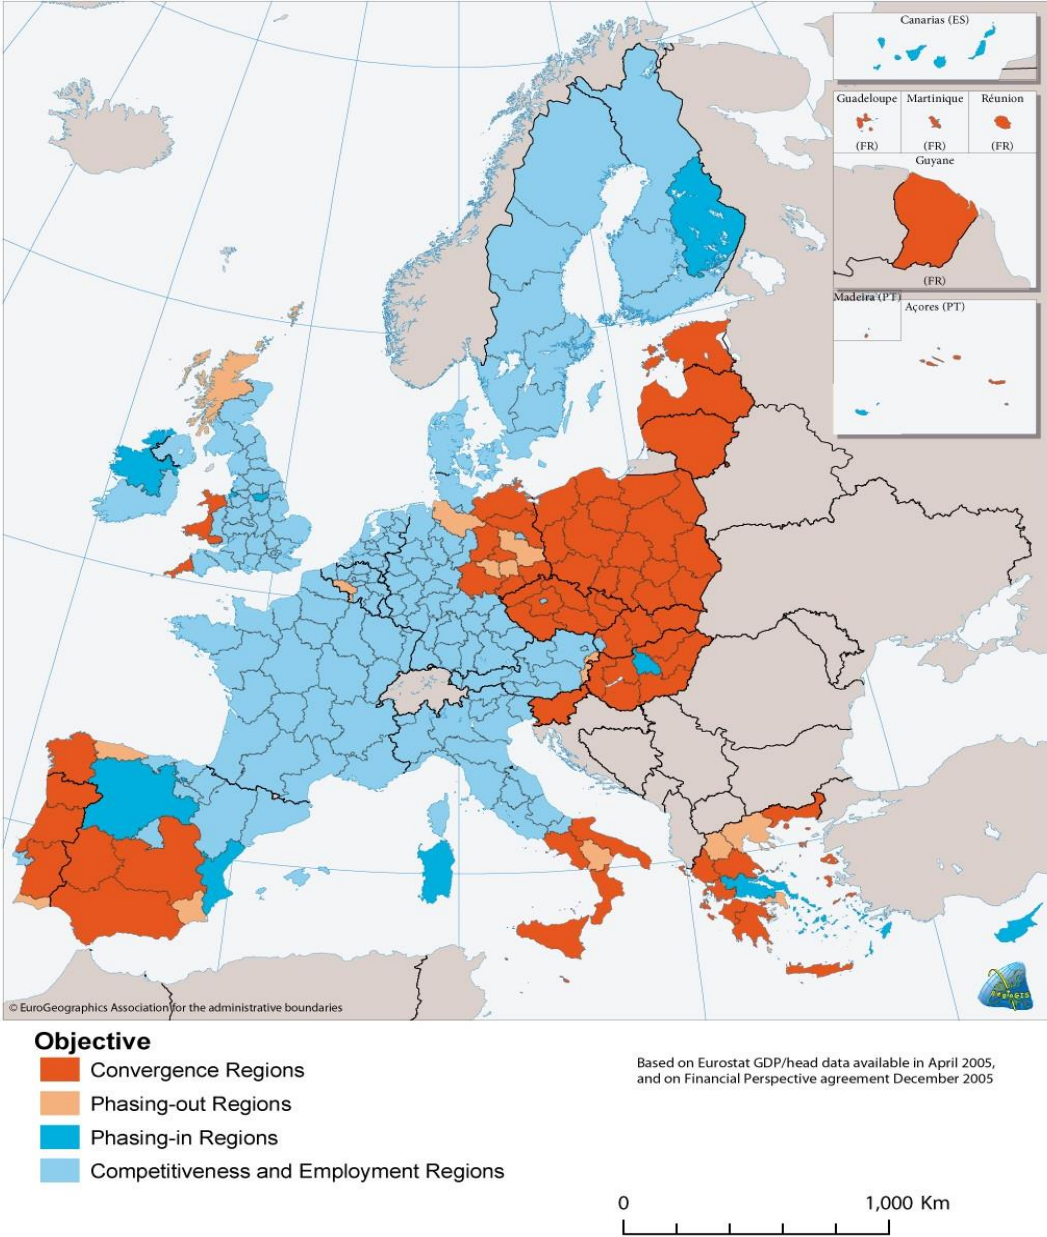 Canarias (ES)
Guadeloupe
Martinique
Réunion
(FR)
(FR)
(FR)
Guyane
(FR)
Madeira (PT)
Açores (PT)
REGIOGIS
© EuroGeographics Association for the administrative boundaries
Objective
Convergence Regions
Phasing-out Regions
Phasing-in Regions
Competitiveness and Employment Regions
Based on Eurostat GDP/head data available in April 2005,
and on Financial Perspective agreement December 2005
0
1,000 Km